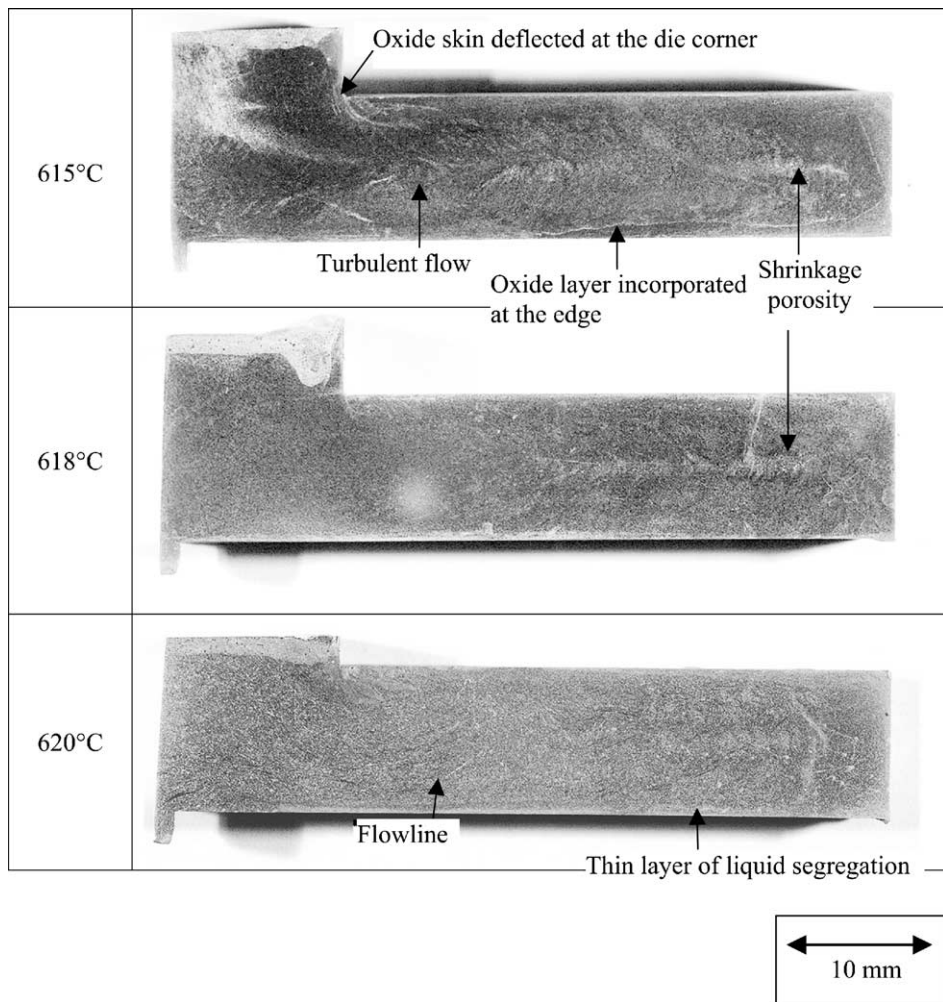 Oxide skin deflected at the die corner
615°C
Turbulent flow
Oxide layer incorporated
at the edge
Shrinkage
porosity
618°C
620°C
Flowline
Thin layer of liquid segregation
10 mm